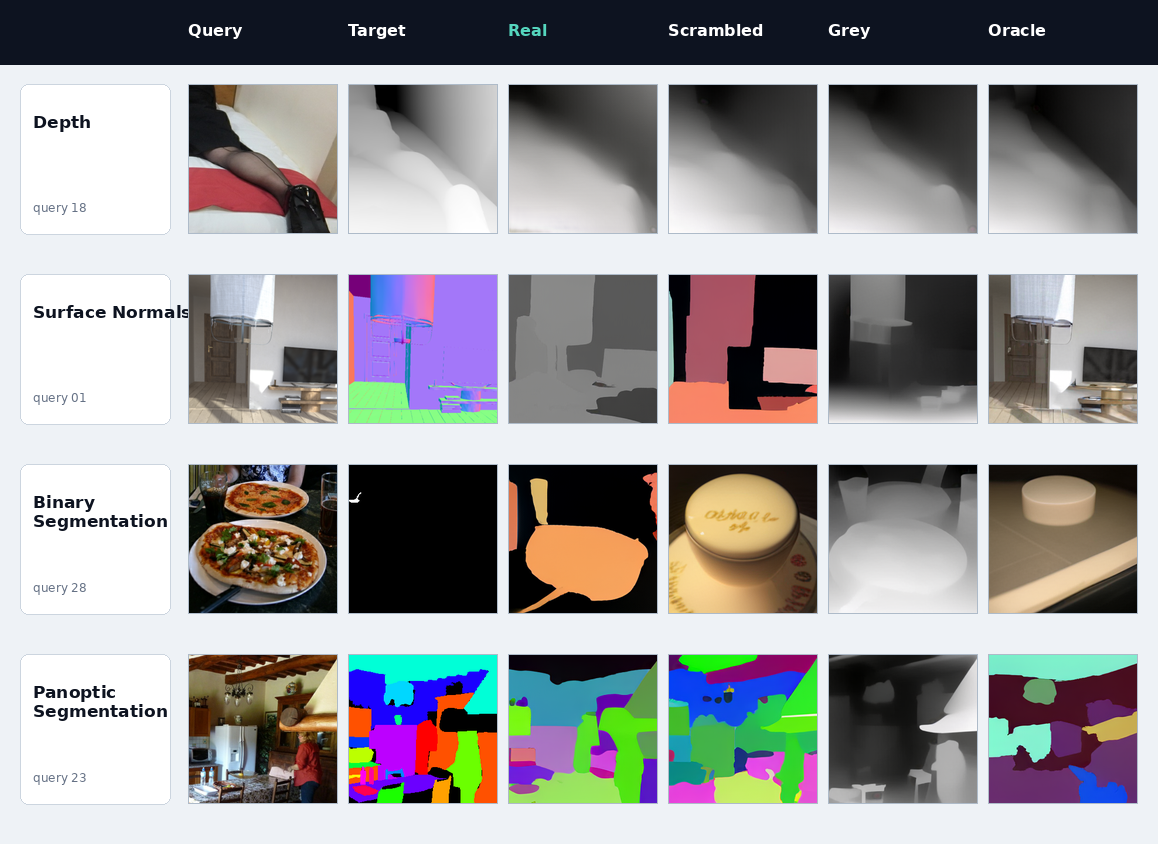 Query Target Real Scrambled Grey Oracle
Depth
query 18
Surface Normals
query 01
Binary
Segmentation
query 28
Panoptic
Segmentation
query 23